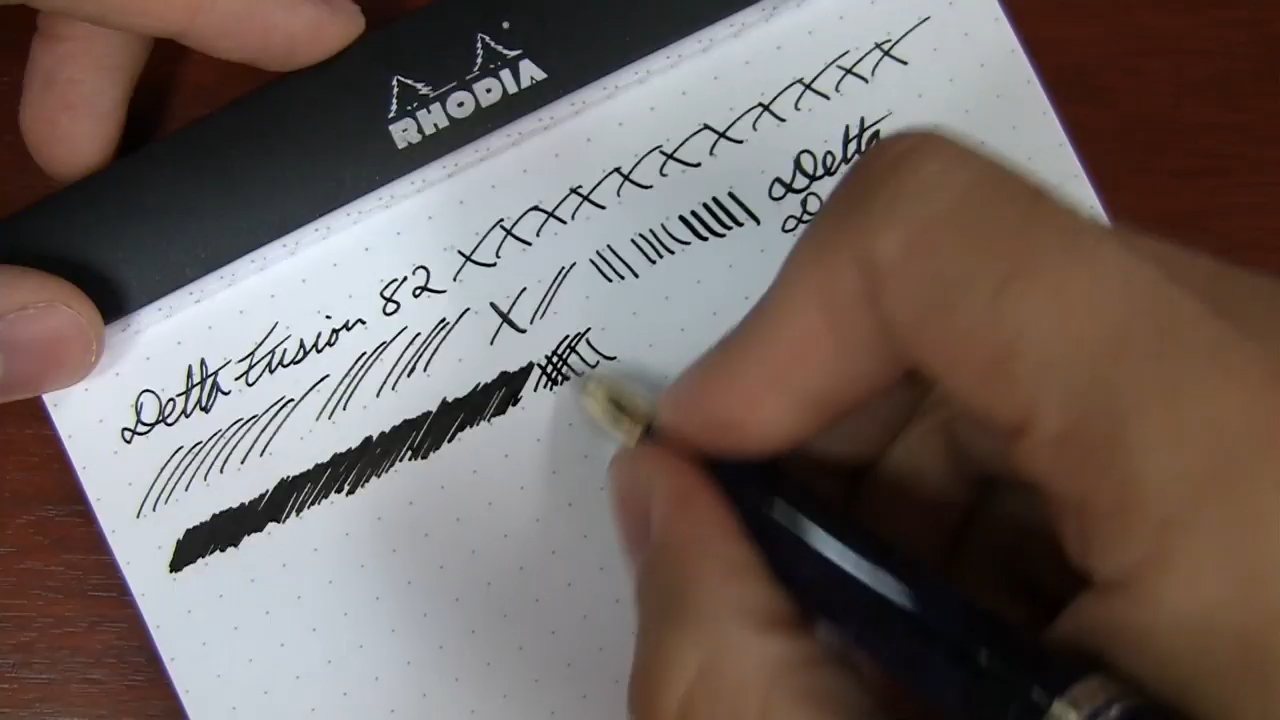 RHODIA
Delta Fusion 82 x x x x x x x x x x x
x
Delta